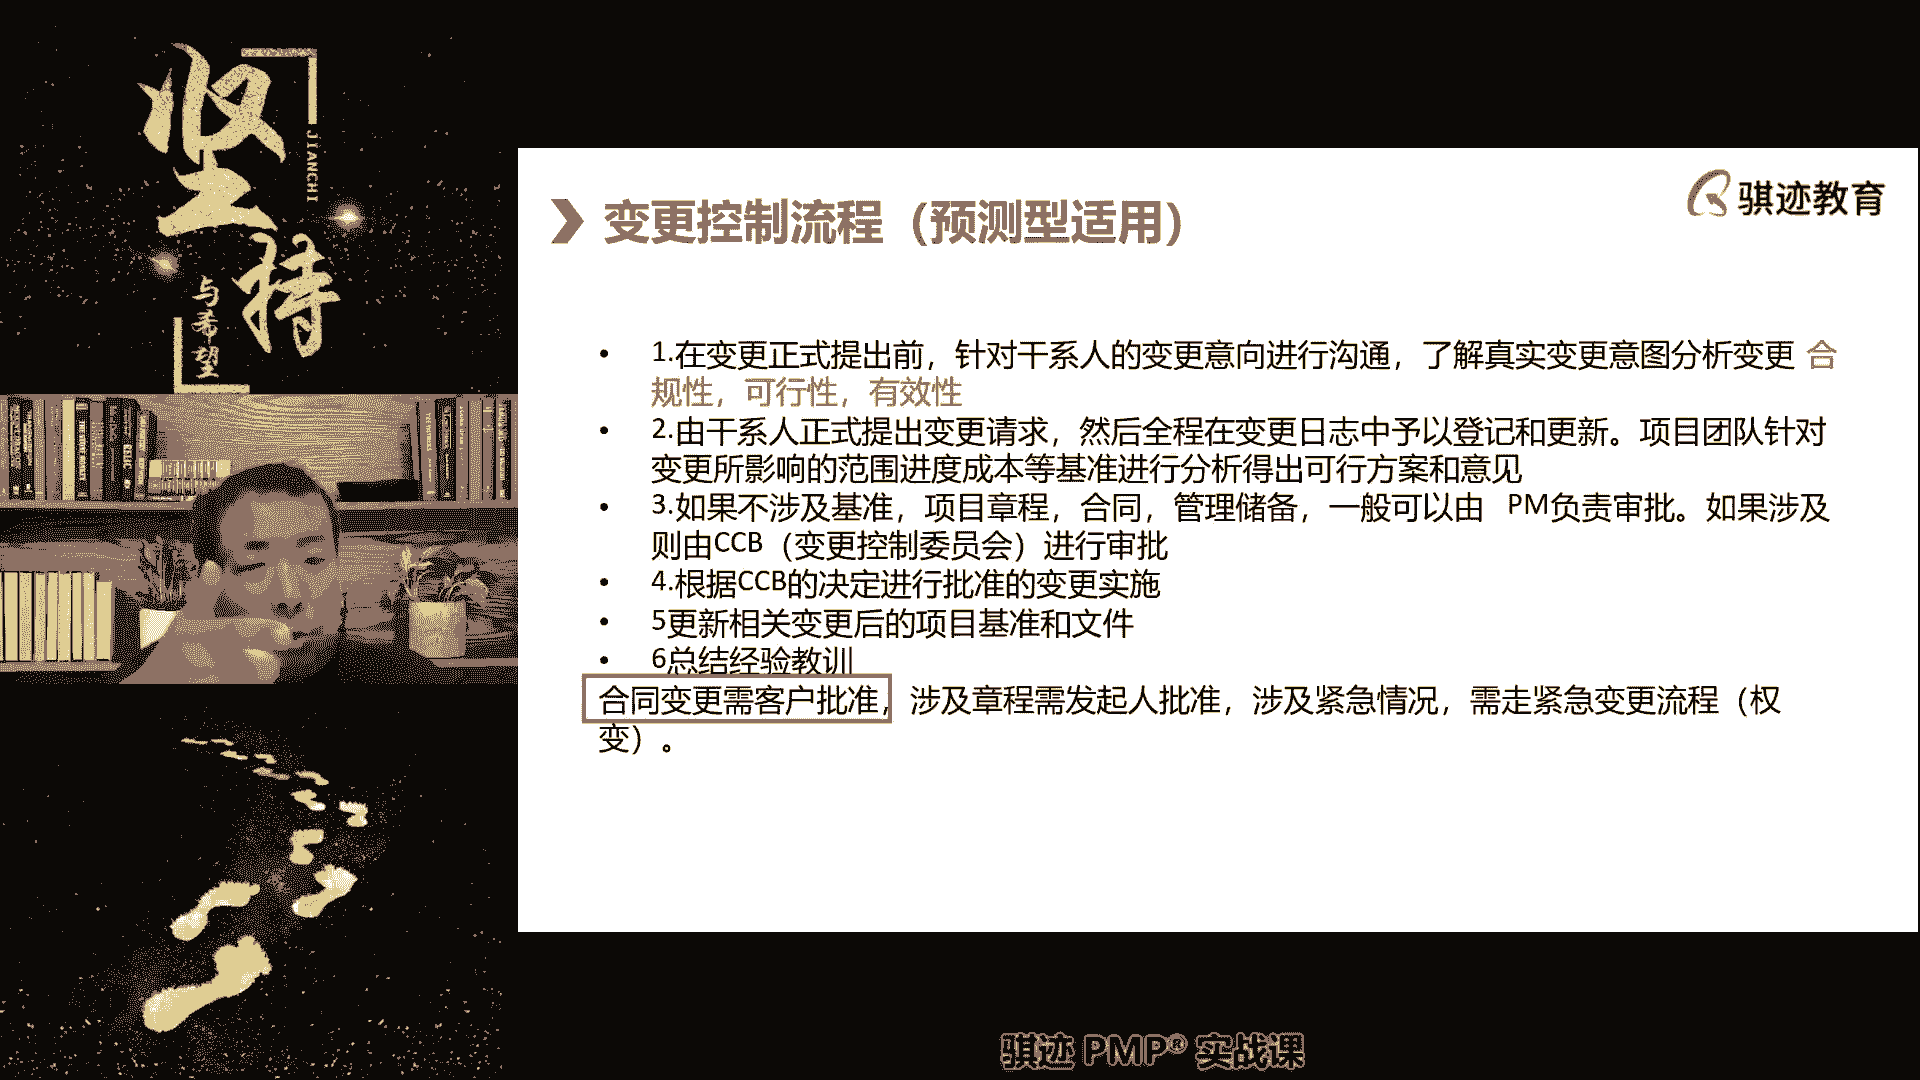 坚持
JIANCHI
与希望
骐迹教育
变更控制流程（预测型适用）
• 1.在变更正式提出前，针对干系人的变更意向进行沟通，了解真实变更意图分析变更 合
规性，可行性，有效性
• 2.由干系人正式提出变更请求，然后全程在变更日志中予以登记和更新。项目团队针对
变更所影响的范围进度成本等基准进行分析得出可行方案和意见
• 3.如果不涉及基准，项目章程，合同，管理储备，一般可以由 PM负责审批。如果涉及
则由CCB（变更控制委员会）进行审批
• 4.根据CCB的决定进行批准的变更实施
• 5更新相关变更后的项目基准和文件
• 6总结经验教训
合同变更需客户批准，涉及章程需发起人批准，涉及紧急情况，需走紧急变更流程（权
变）。
骐迹 PMP® 实战课